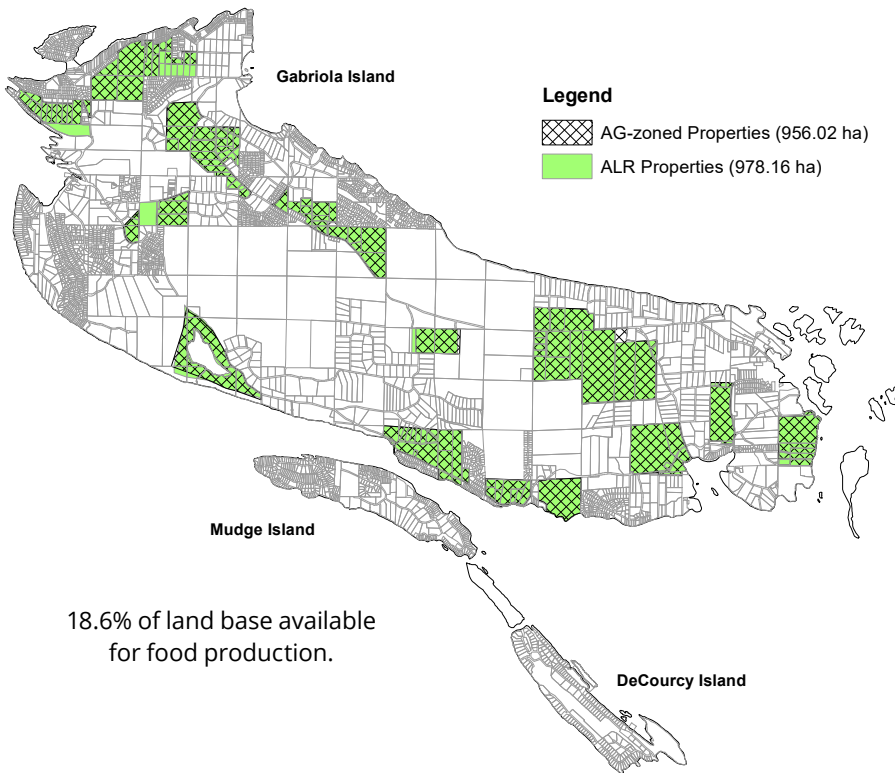 Gabriola Island
Legend
AG-zoned Properties (956.02 ha)
ALR Properties (978.16 ha)
Mudge Island
18.6% of land base available
for food production.
DeCourcy Island